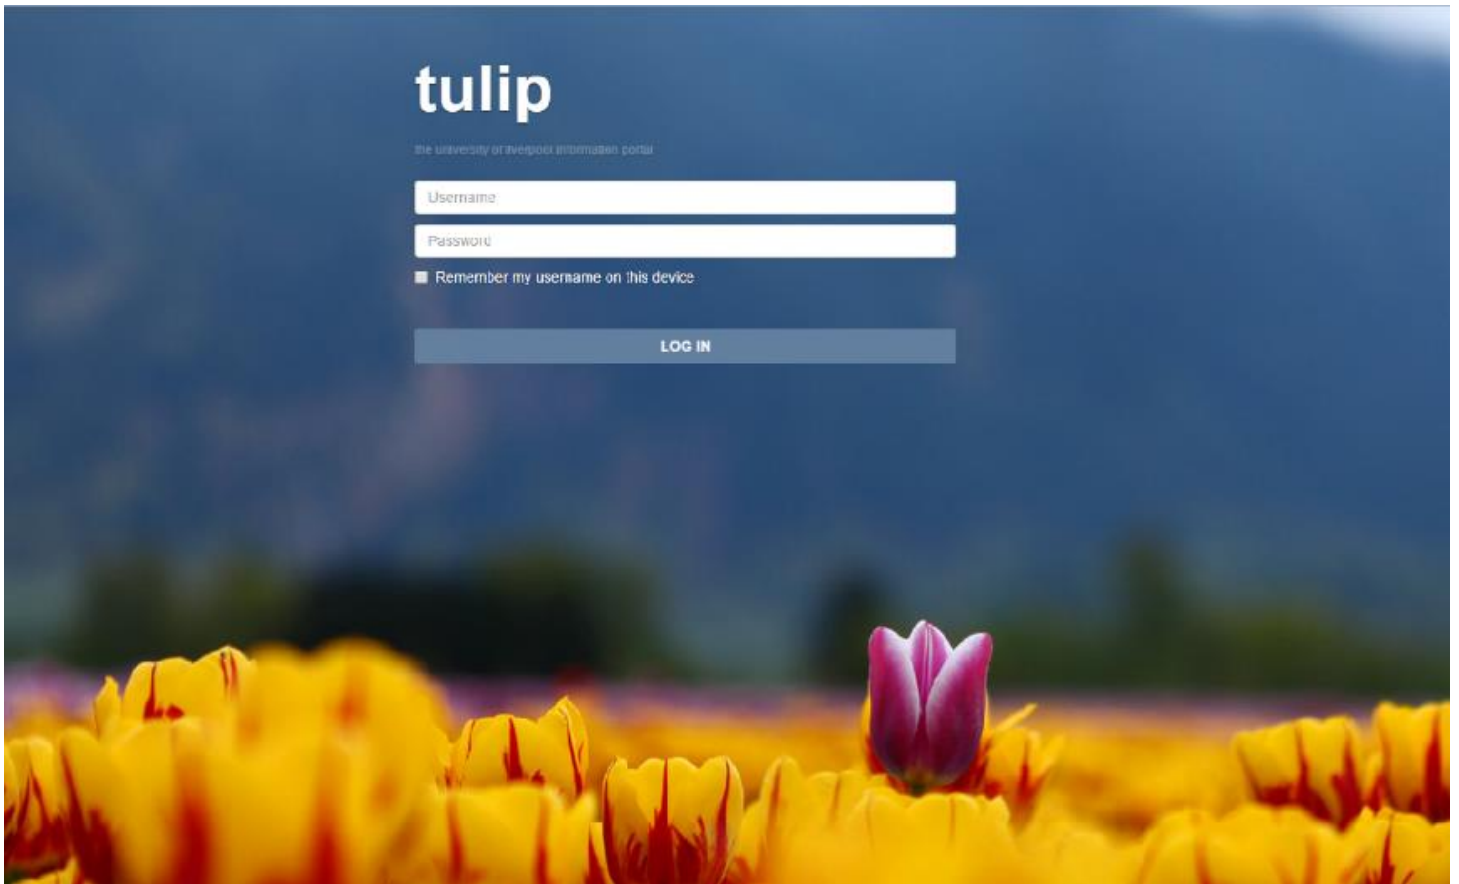 tulip
the university of liverpool information portal
Username
Password
Remember my username on this device
LOG IN